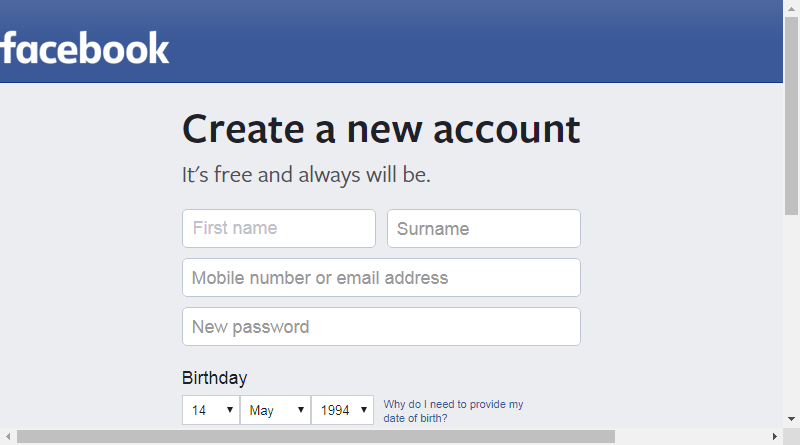 facebook
Create a new account
It's free and always will be.
First name
Surname
Mobile number or email address
New password
Birthday
14 May 1994
Why do I need to provide my
date of birth?